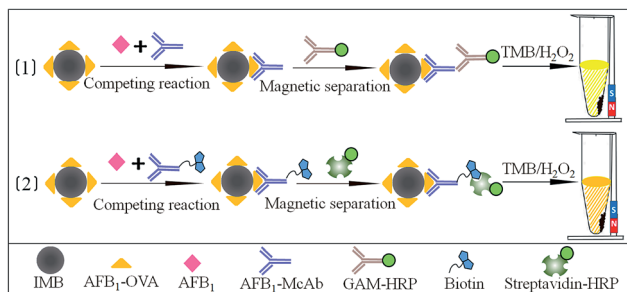 (1)
+
TMB/H₂O₂
Competing reaction
Magnetic separation
S
N
(2)
+
TMB/H₂O₂
Competing reaction
Magnetic separation
S
N
IMB
AFB₁-OVA
AFB₁
AFB₁-McAb
GAM-HRP
Biotin
Streptavidin-HRP